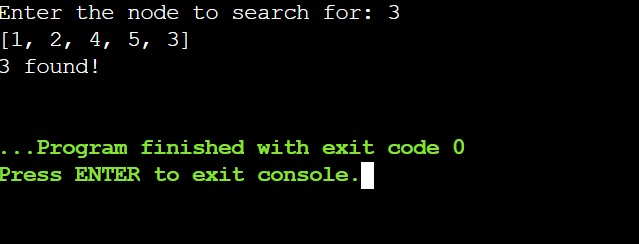 Enter the node to search for: 3
[1, 2, 4, 5, 3]
3 found!
...Program finished with exit code 0
Press ENTER to exit console.